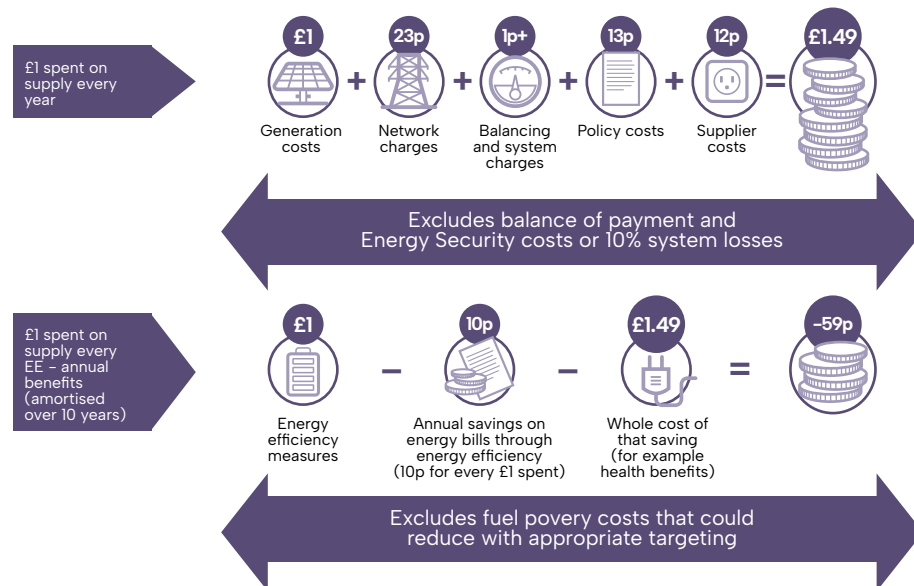 £1 spent on
supply every
year
£1
+
23p
+
1p+
+
13p
+
12p
=
£1.49
Generation
costs
Network
charges
Balancing
and system
charges
Policy costs
Supplier
costs
Excludes balance of payment and
Energy Security costs or 10% system losses
£1 spent on
supply every
EE - annual
benefits
(amortised
over 10 years)
£1
–
10p
–
£1.49
=
-59p
Energy
efficiency
measures
Annual savings on
energy bills through
energy efficiency
(10p for every £1 spent)
Whole cost of
that saving
(for example
health benefits)
Excludes fuel povery costs that could
reduce with appropriate targeting